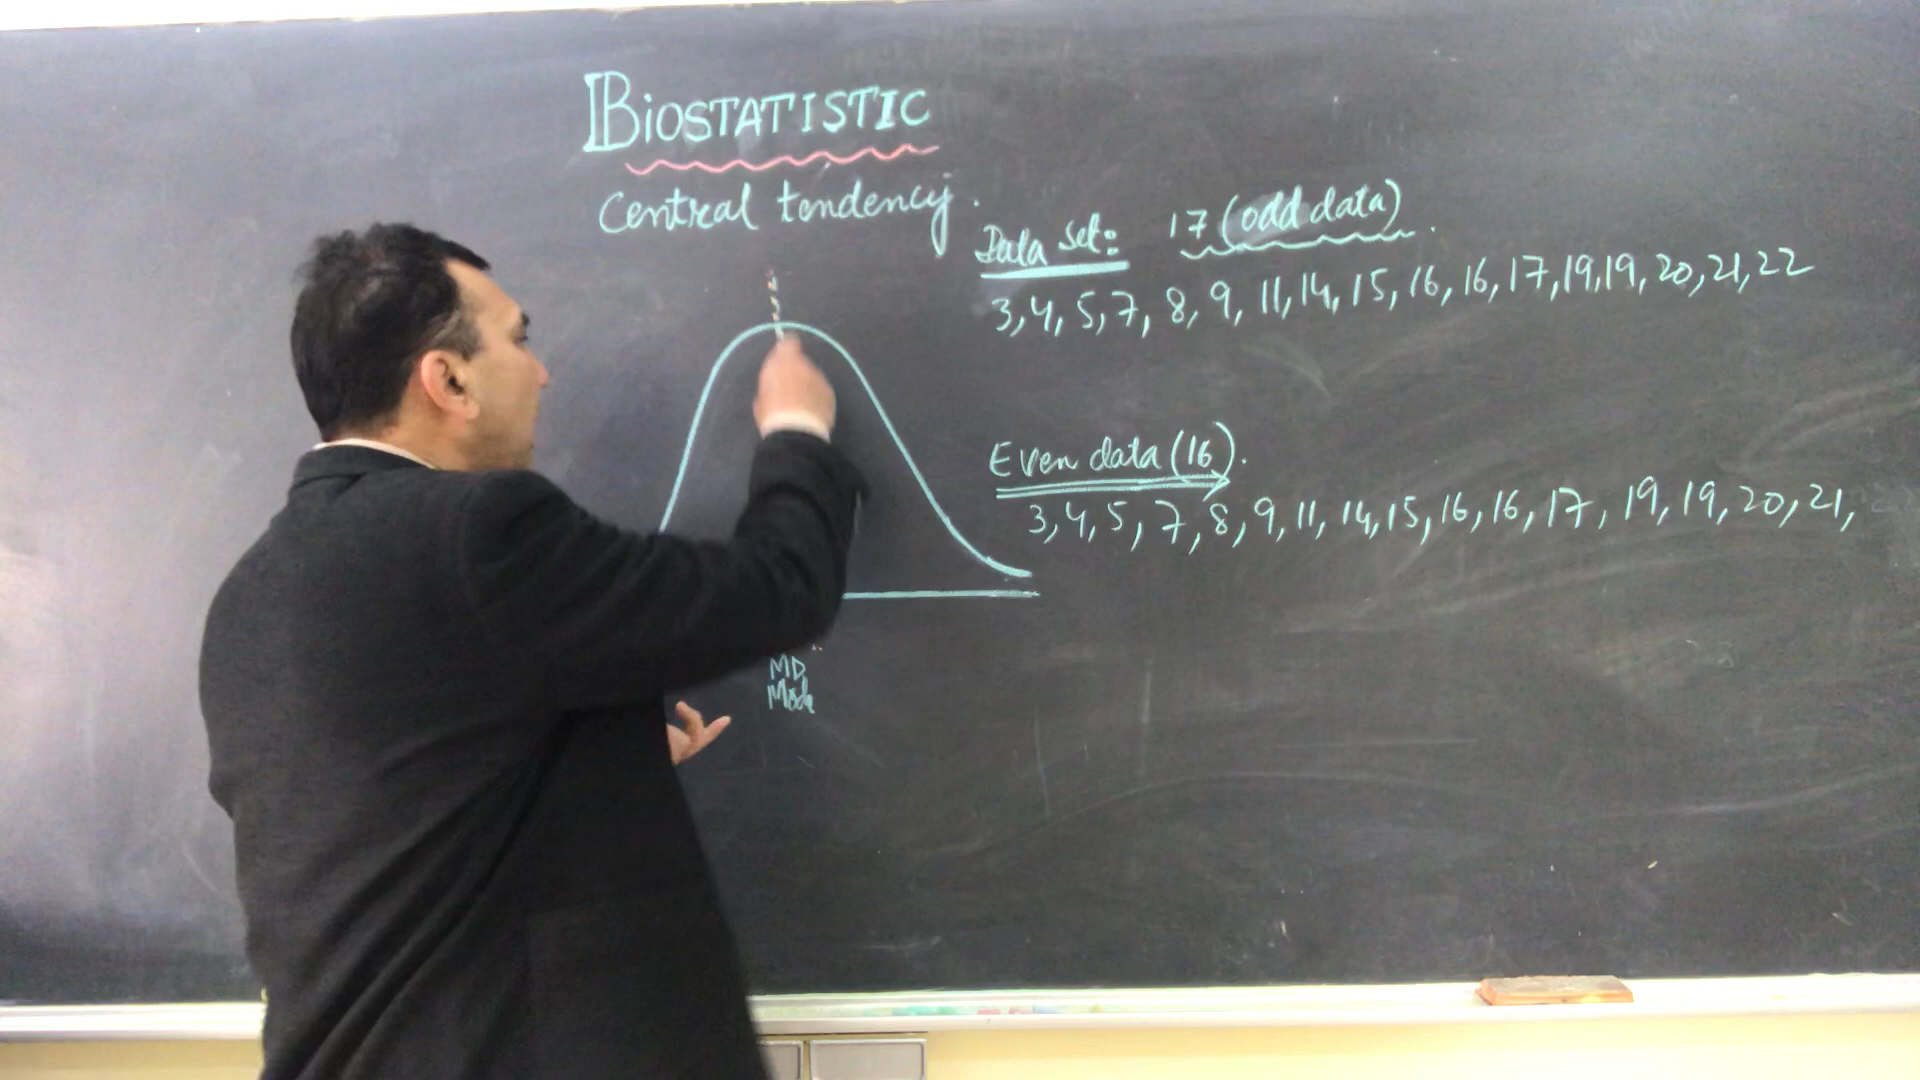 BIOSTATISTIC
Central tendency.
Data Set: 17 (odd data).
3, 4, 5, 7, 8, 9, 11, 14, 15, 16, 16, 17, 19, 19, 20, 21, 22
Even data (16).
3, 4, 5, 7, 8, 9, 11, 14, 15, 16, 16, 17, 19, 19, 20, 21,
MD
Mode